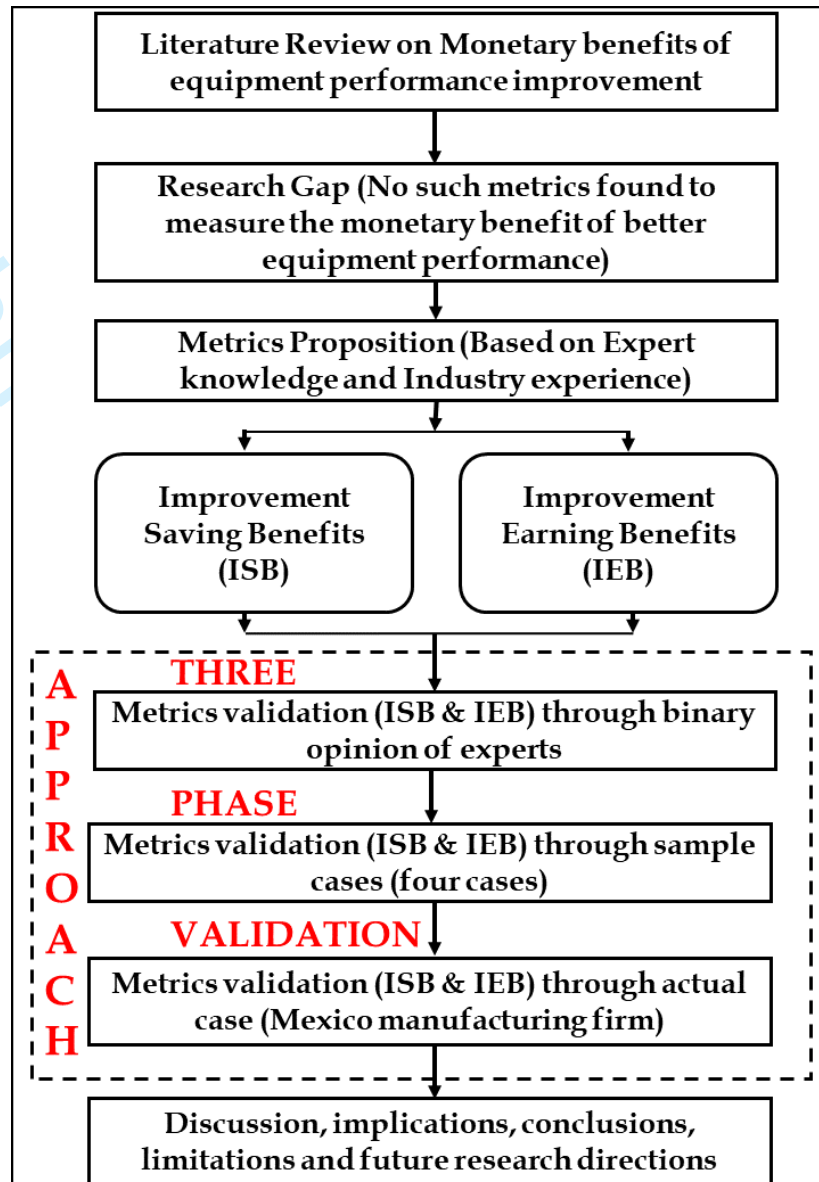 Literature Review on Monetary benefits of
equipment performance improvement
Research Gap (No such metrics found to
measure the monetary benefit of better
equipment performance)
Metrics Proposition (Based on Expert
knowledge and Industry experience)
Improvement
Saving Benefits
(ISB)
Improvement
Earning Benefits
(IEB)
APPROACH
THREE
Metrics validation (ISB & IEB) through binary
opinion of experts
PHASE
Metrics validation (ISB & IEB) through sample
cases (four cases)
VALIDATION
Metrics validation (ISB & IEB) through actual
case (Mexico manufacturing firm)
Discussion, implications, conclusions,
limitations and future research directions